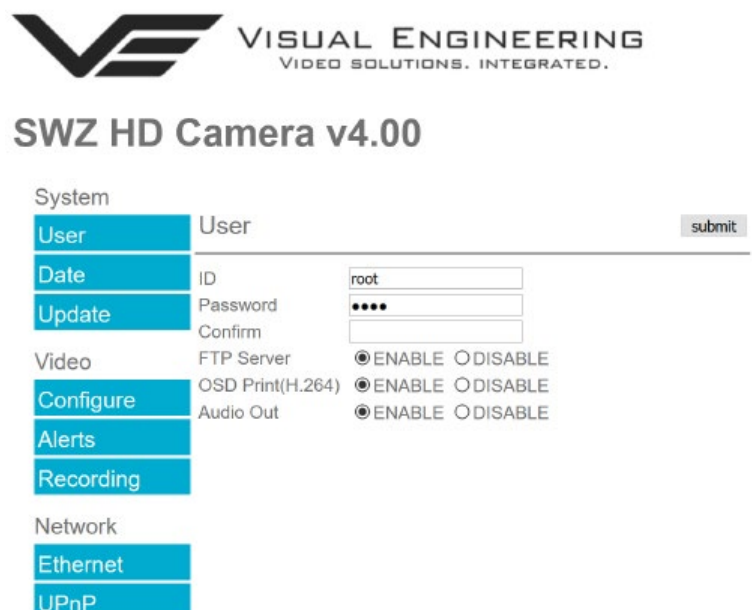 VISUAL ENGINEERING
VIDEO SOLUTIONS. INTEGRATED.
SWZ HD Camera v4.00
System
User
Date
Update
Video
Configure
Alerts
Recording
Network
Ethernet
UPnP
User submit
ID root
Password ••••
Confirm
FTP Server ENABLE DISABLE
OSD Print(H.264) ENABLE DISABLE
Audio Out ENABLE DISABLE